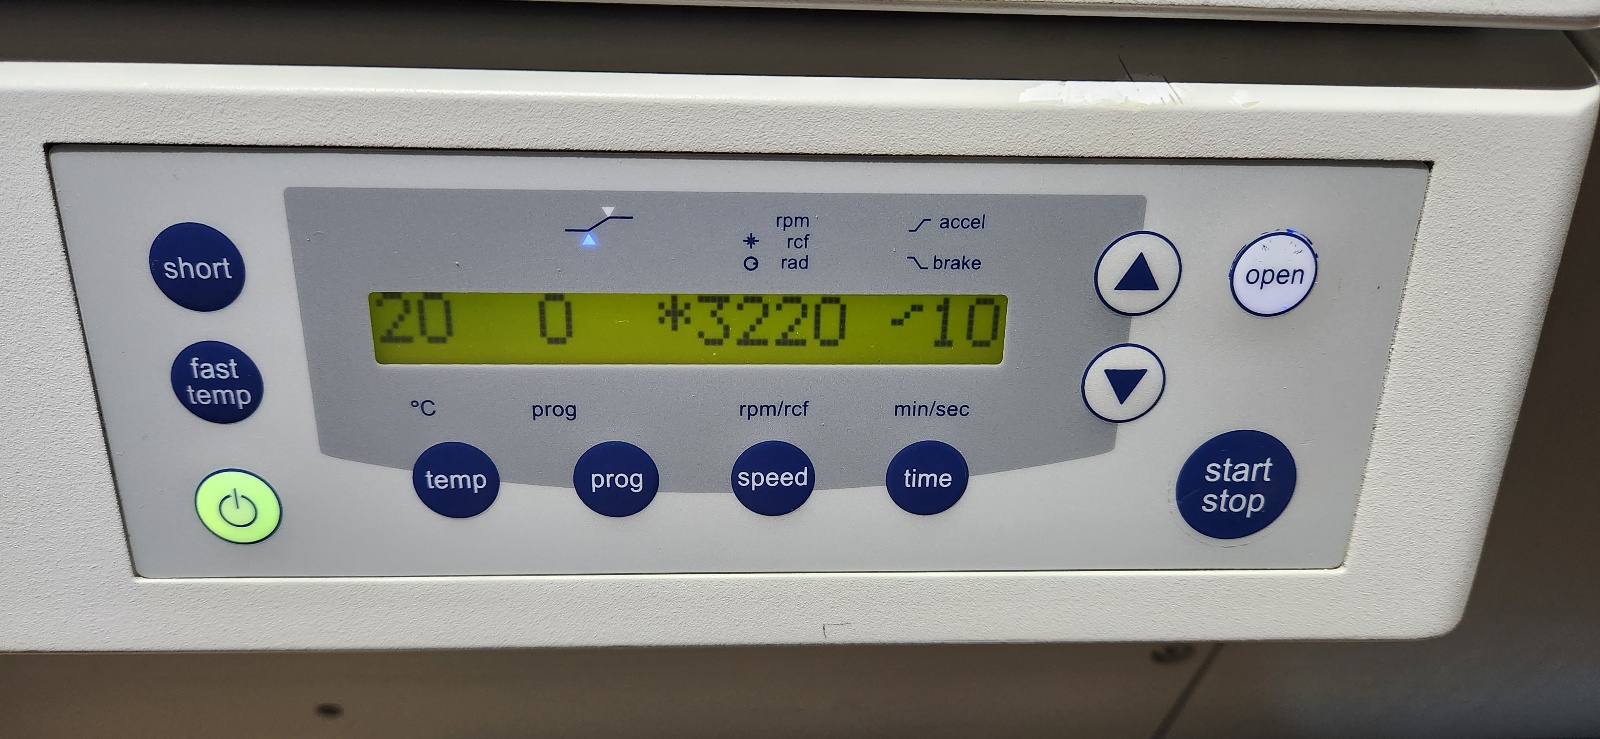 short
fast
temp
rpm
rcf
rad
accel
brake
20 0 *3220 10
°C prog rpm/rcf min/sec
temp prog speed time
open
start
stop